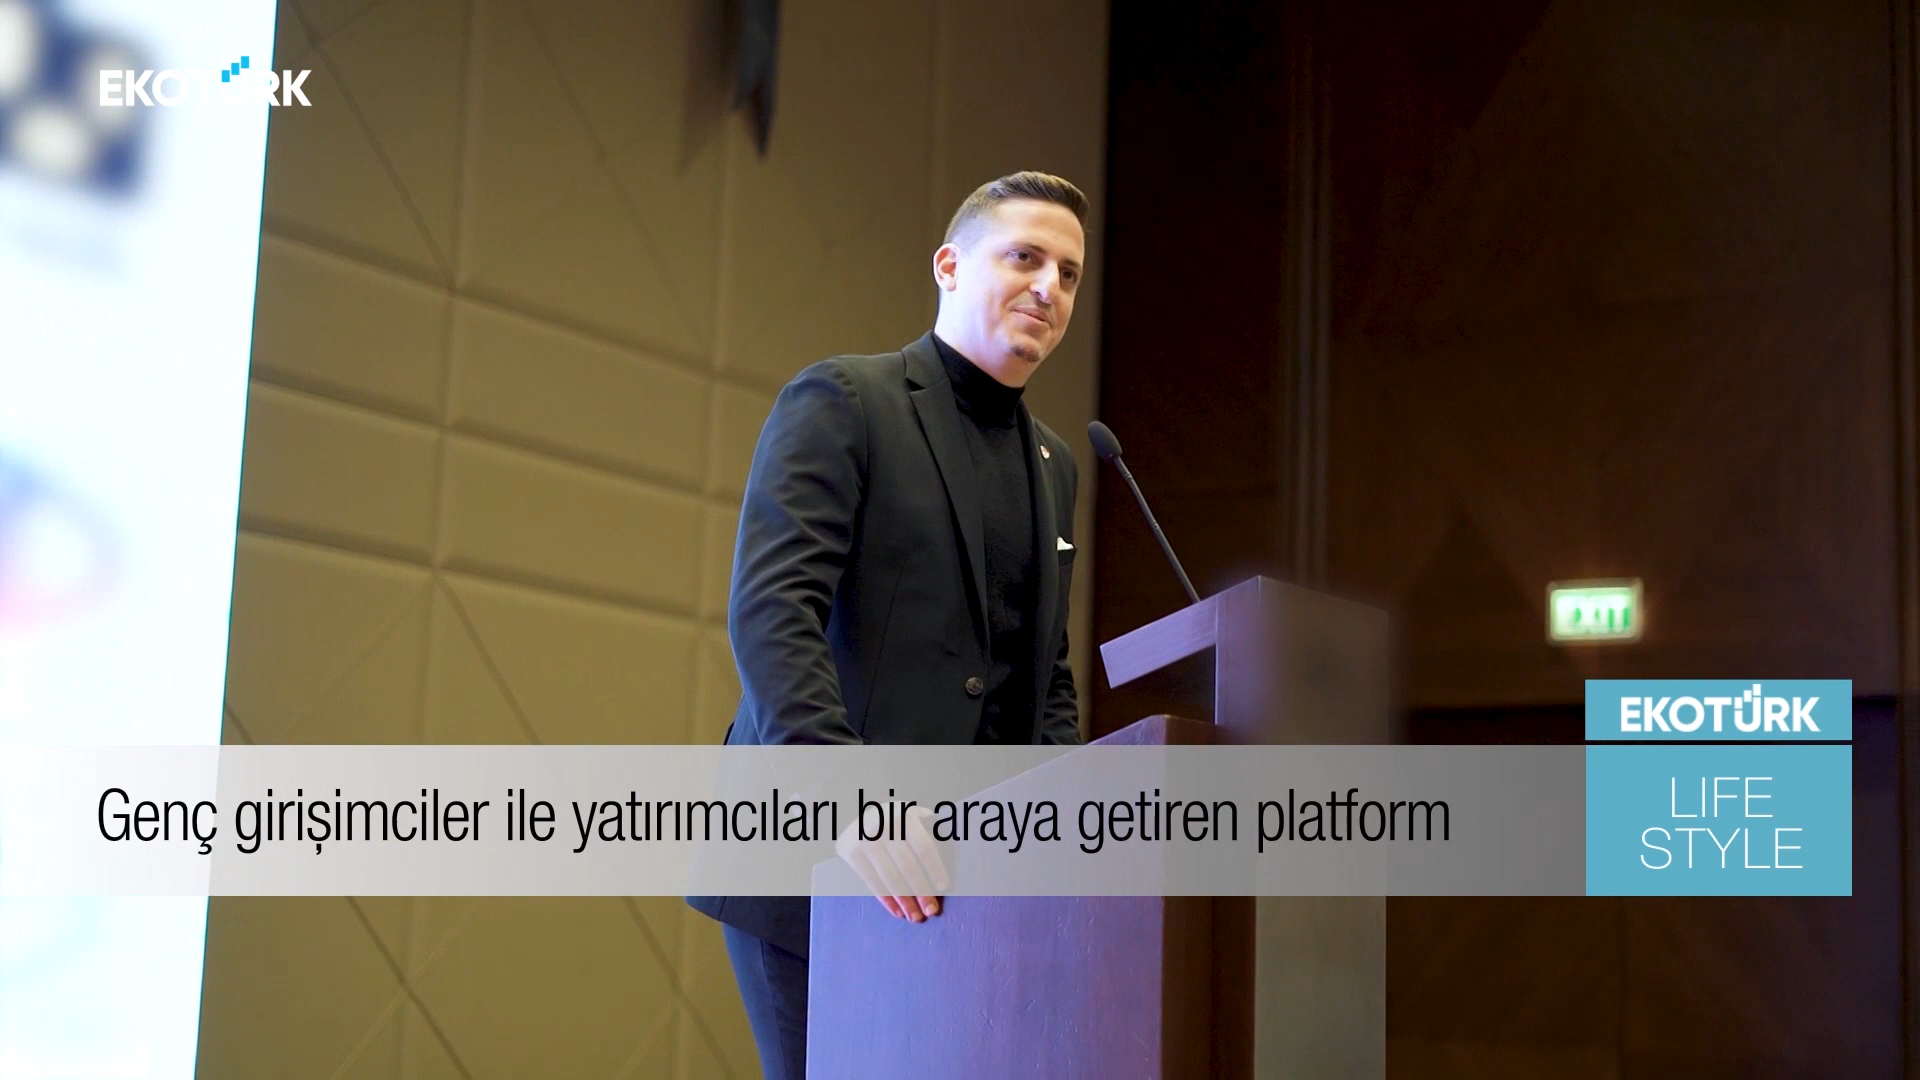 EKOTÜRK
EXIT
EKOTÜRK
Genç girişimciler ile yatırımcıları bir araya getiren platform
LIFE
STYLE